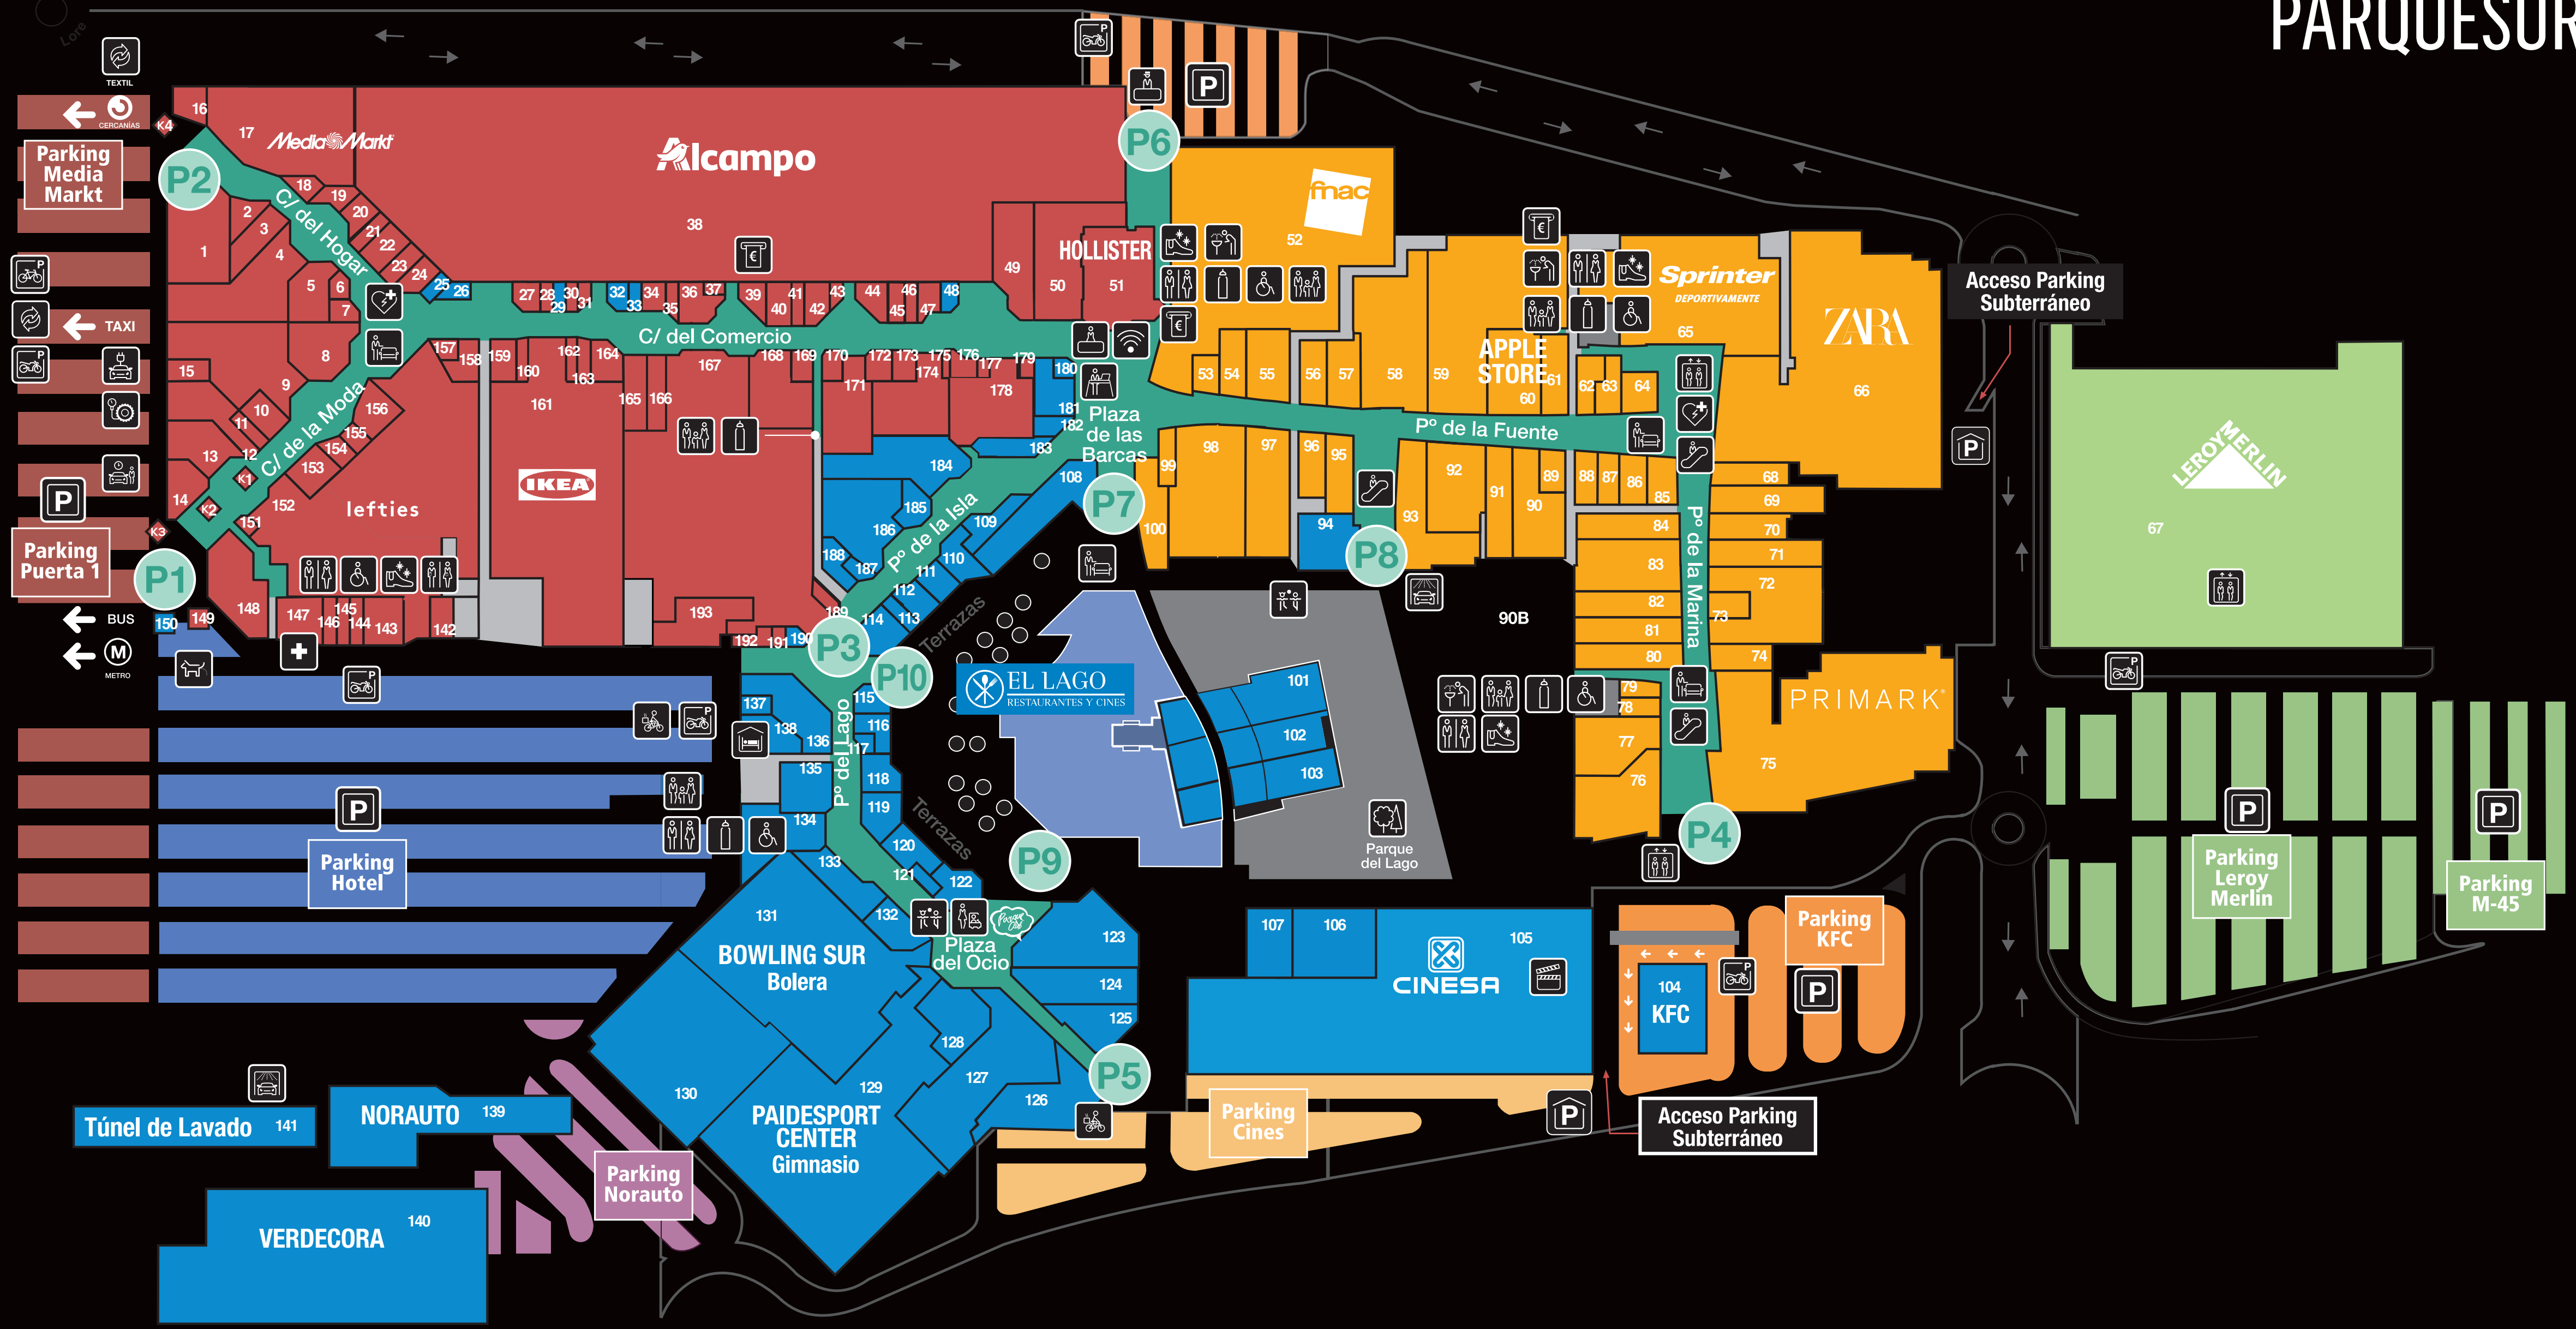 PARQUESUR
Lore
TEXTIL
CERCANÍAS
Parking
Media
Markt
TAXI
P
Parking
Puerta 1
BUS
METRO
K4
P2
K1
K2
K3
P1
16
17
MediaMarkt
Alcampo
38
18
19
20
21
22
23
24
25
26
27
28
29
30
31
32
33
34
35
36
37
39
40
41
42
43
44
45
46
47
48
49
50
HOLLISTER
51
P6
P
C/ del Hogar
C/ del Comercio
C/ de la Moda
1
2
3
4
5
6
7
8
9
10
11
12
13
14
15
156
155
154
153
152
151
lefties
157
158
159
160
161
IKEA
162
163
164
165
166
167
168
169
170
171
172
173
174
175
176
177
178
179
180
181
182
183
184
185
186
187
188
189
190
191
192
193
148
149
150
147
146
145
144
143
142
fnac
52
53
54
55
56
57
58
59
APPLE
STORE
60
61
62
63
64
Sprinter
DEPORTIVAMENTE
65
ZARA
66
Acceso Parking
Subterráneo
P
LEROY MERLIN
67
Plaza
de las
Barcas
Pº de la Fuente
Pº de la Isla
Pº de la Marina
P7
P8
108
109
110
111
112
113
114
99
98
97
96
95
94
100
93
92
91
90
89
88
87
86
85
84
83
82
81
80
79
78
77
76
68
69
70
71
72
73
74
75
PRIMARK
90B
P4
P3
P10
Terrazas
EL LAGO
RESTAURANTES Y CINES
101
102
103
Parque
del Lago
Pº del Lago
115
116
117
118
119
120
121
122
137
138
136
135
134
133
132
Terrazas
P9
Parque Club
Plaza
del Ocio
123
124
125
P5
126
127
128
129
130
131
BOWLING SUR
Bolera
PAIDESPORT
CENTER
Gimnasio
P
Parking
Hotel
107
106
105
CINESA
104
KFC
Parking
KFC
P
P
Parking
Leroy
Merlin
P
Parking
M-45
Parking
Cines
P
Acceso Parking
Subterráneo
Túnel de Lavado 141
NORAUTO 139
Parking
Norauto
VERDECORA 140